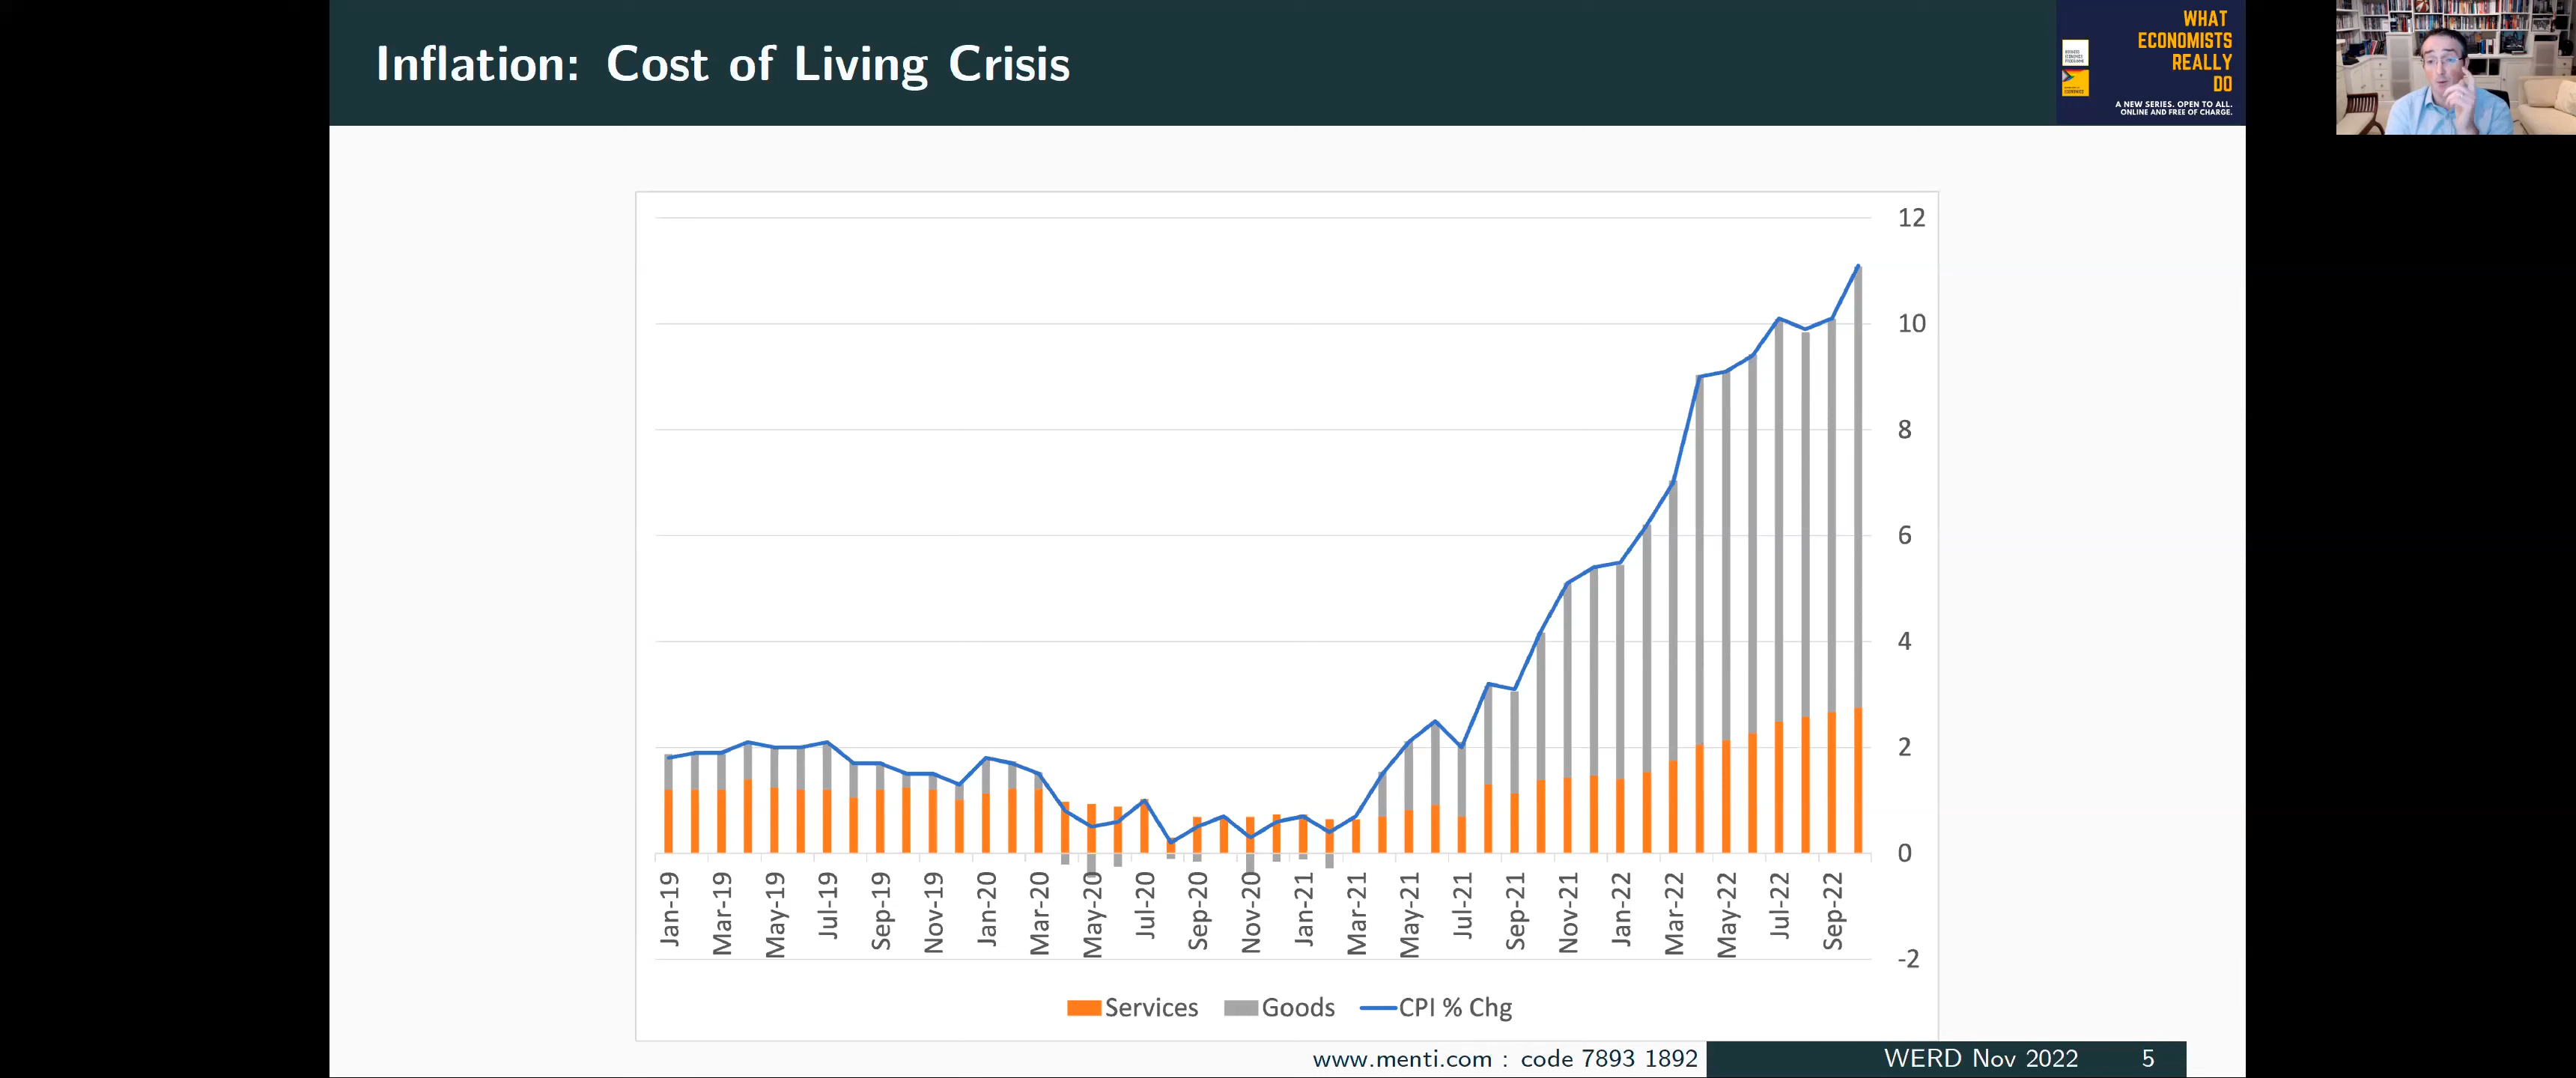 Inflation: Cost of Living Crisis
WHAT
ECONOMISTS
REALLY
DO
A NEW SERIES. OPEN TO ALL.
ONLINE AND FREE OF CHARGE.
12
10
8
6
4
2
0
-2
Jan-19
Mar-19
May-19
Jul-19
Sep-19
Nov-19
Jan-20
Mar-20
May-20
Jul-20
Sep-20
Nov-20
Jan-21
Mar-21
May-21
Jul-21
Sep-21
Nov-21
Jan-22
Mar-22
May-22
Jul-22
Sep-22
Services Goods CPI % Chg
www.menti.com : code 7893 1892 WERD Nov 2022 5